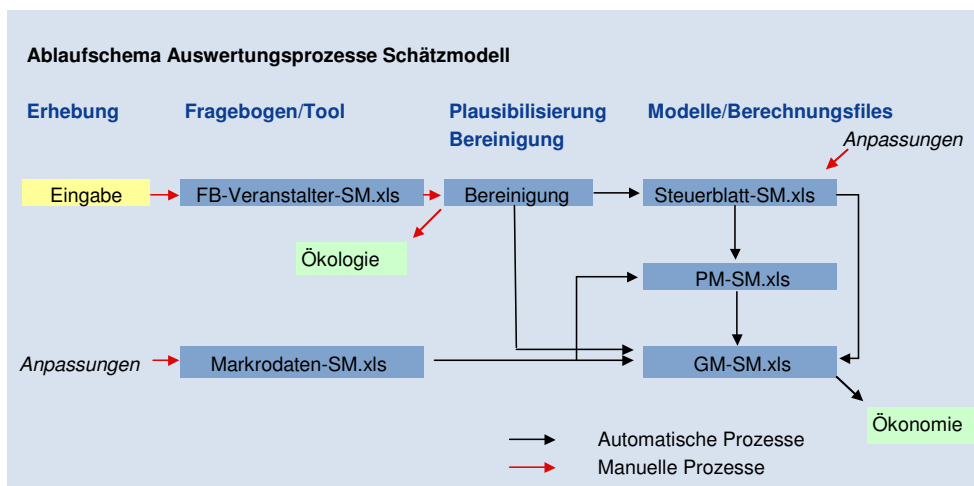 Ablaufschema Auswertungsprozesse Schätzmodell
Erhebung
Fragebogen/Tool
Plausibilisierung
Bereinigung
Modelle/Berechnungsfiles
Anpassungen
Eingabe
FB-Veranstalter-SM.xls
Bereinigung
Steuerblatt-SM.xls
Ökologie
PM-SM.xls
Anpassungen
Markrodaten-SM.xls
GM-SM.xls
Ökonomie
Automatische Prozesse
Manuelle Prozesse